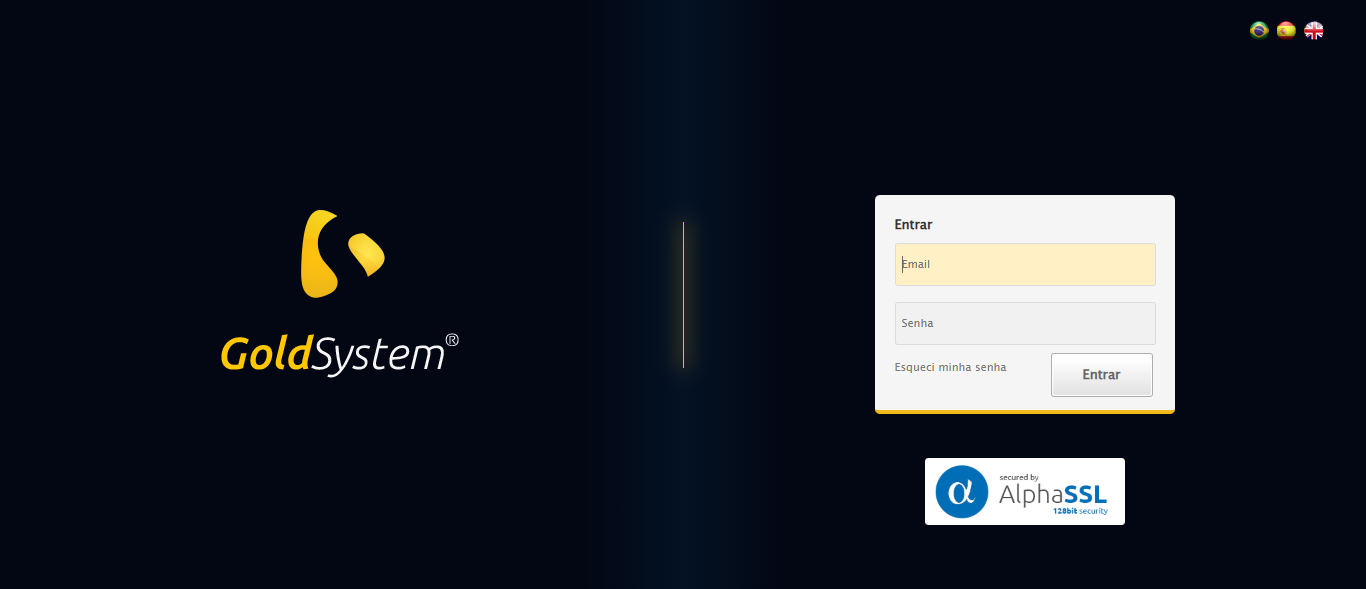 GoldSystem®
Entrar
Email
Senha
Esqueci minha senha
Entrar
α
secured by
AlphaSSL
128bit security